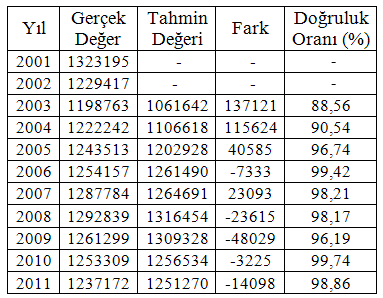 Yıl Gerçek Değer Tahmin Değeri Fark Doğruluk Oranı (%)
2001 1323195 - - -
2002 1229417 - - -
2003 1198763 1061642 137121 88,56
2004 1222242 1106618 115624 90,54
2005 1243513 1202928 40585 96,74
2006 1254157 1261490 -7333 99,42
2007 1287784 1264691 23093 98,21
2008 1292839 1316454 -23615 98,17
2009 1261299 1309328 -48029 96,19
2010 1253309 1256534 -3225 99,74
2011 1237172 1251270 -14098 98,86